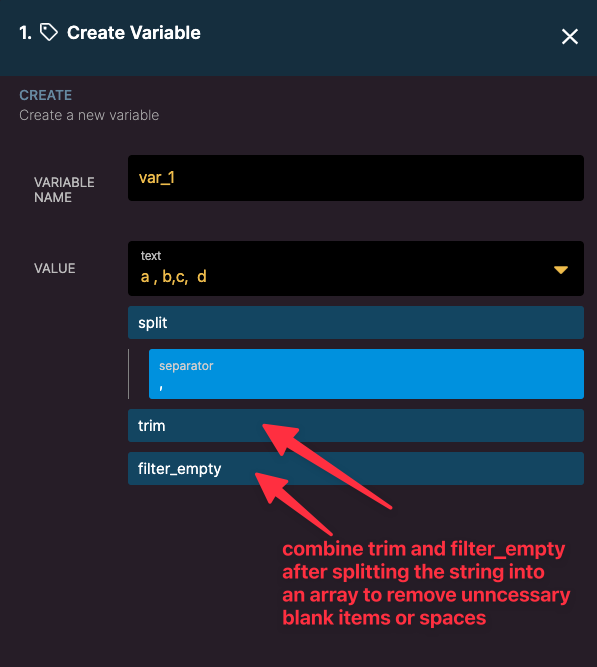 1. Create Variable
CREATE
Create a new variable
VARIABLE
NAME
var_1
VALUE
text
a , b,c,  d
split
separator
,
trim
filter_empty
combine trim and filter_empty
after splitting the string into
an array to remove unncessary
blank items or spaces